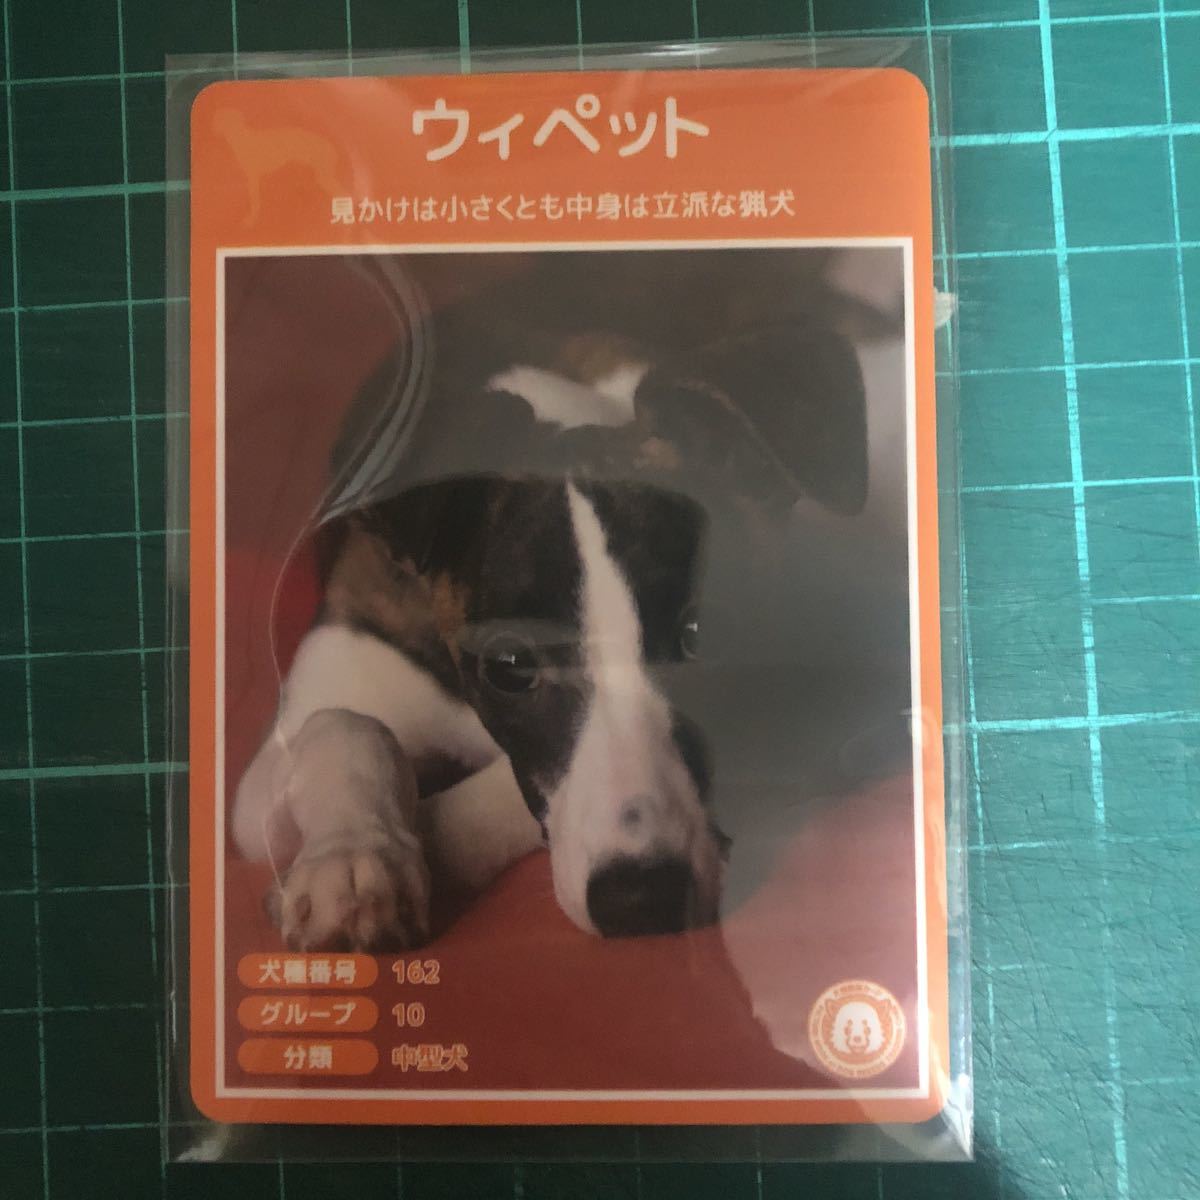 ウィペット
見かけは小さくとも中身は立派な猟犬
犬種番号 162
グループ 10
分類 中型犬